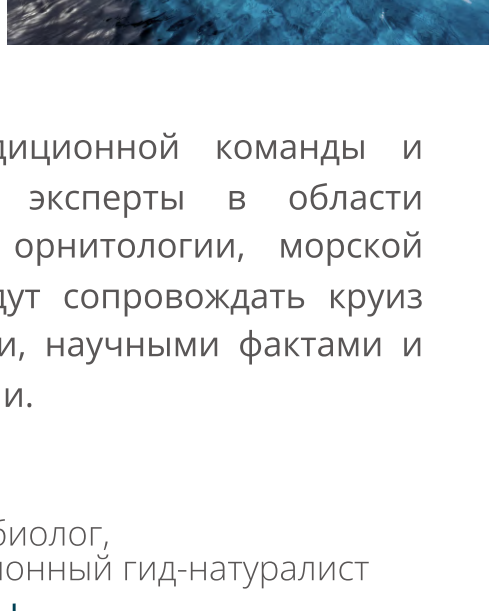 диционной команды и
эксперты в области
орнитологии, морской
дут сопровождать круиз
и, научными фактами и
и.
биолог,
ионный гид-натуралист